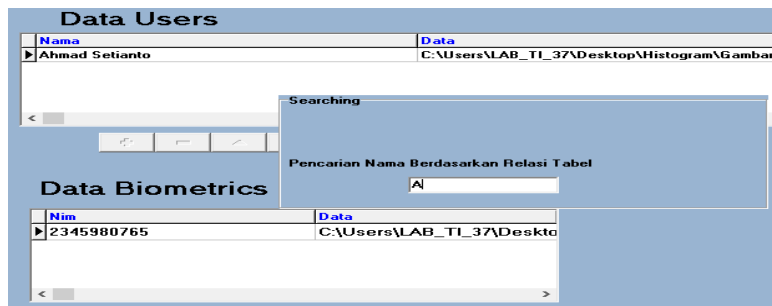 Data Users
Nama Data
Ahmad Setianto C:\Users\LAB_TI_37\Desktop\Histogram\Gambar
Searching
Pencarian Nama Berdasarkan Relasi Tabel
A
Data Biometrics
Nim Data
2345980765 C:\Users\LAB_TI_37\Deskto